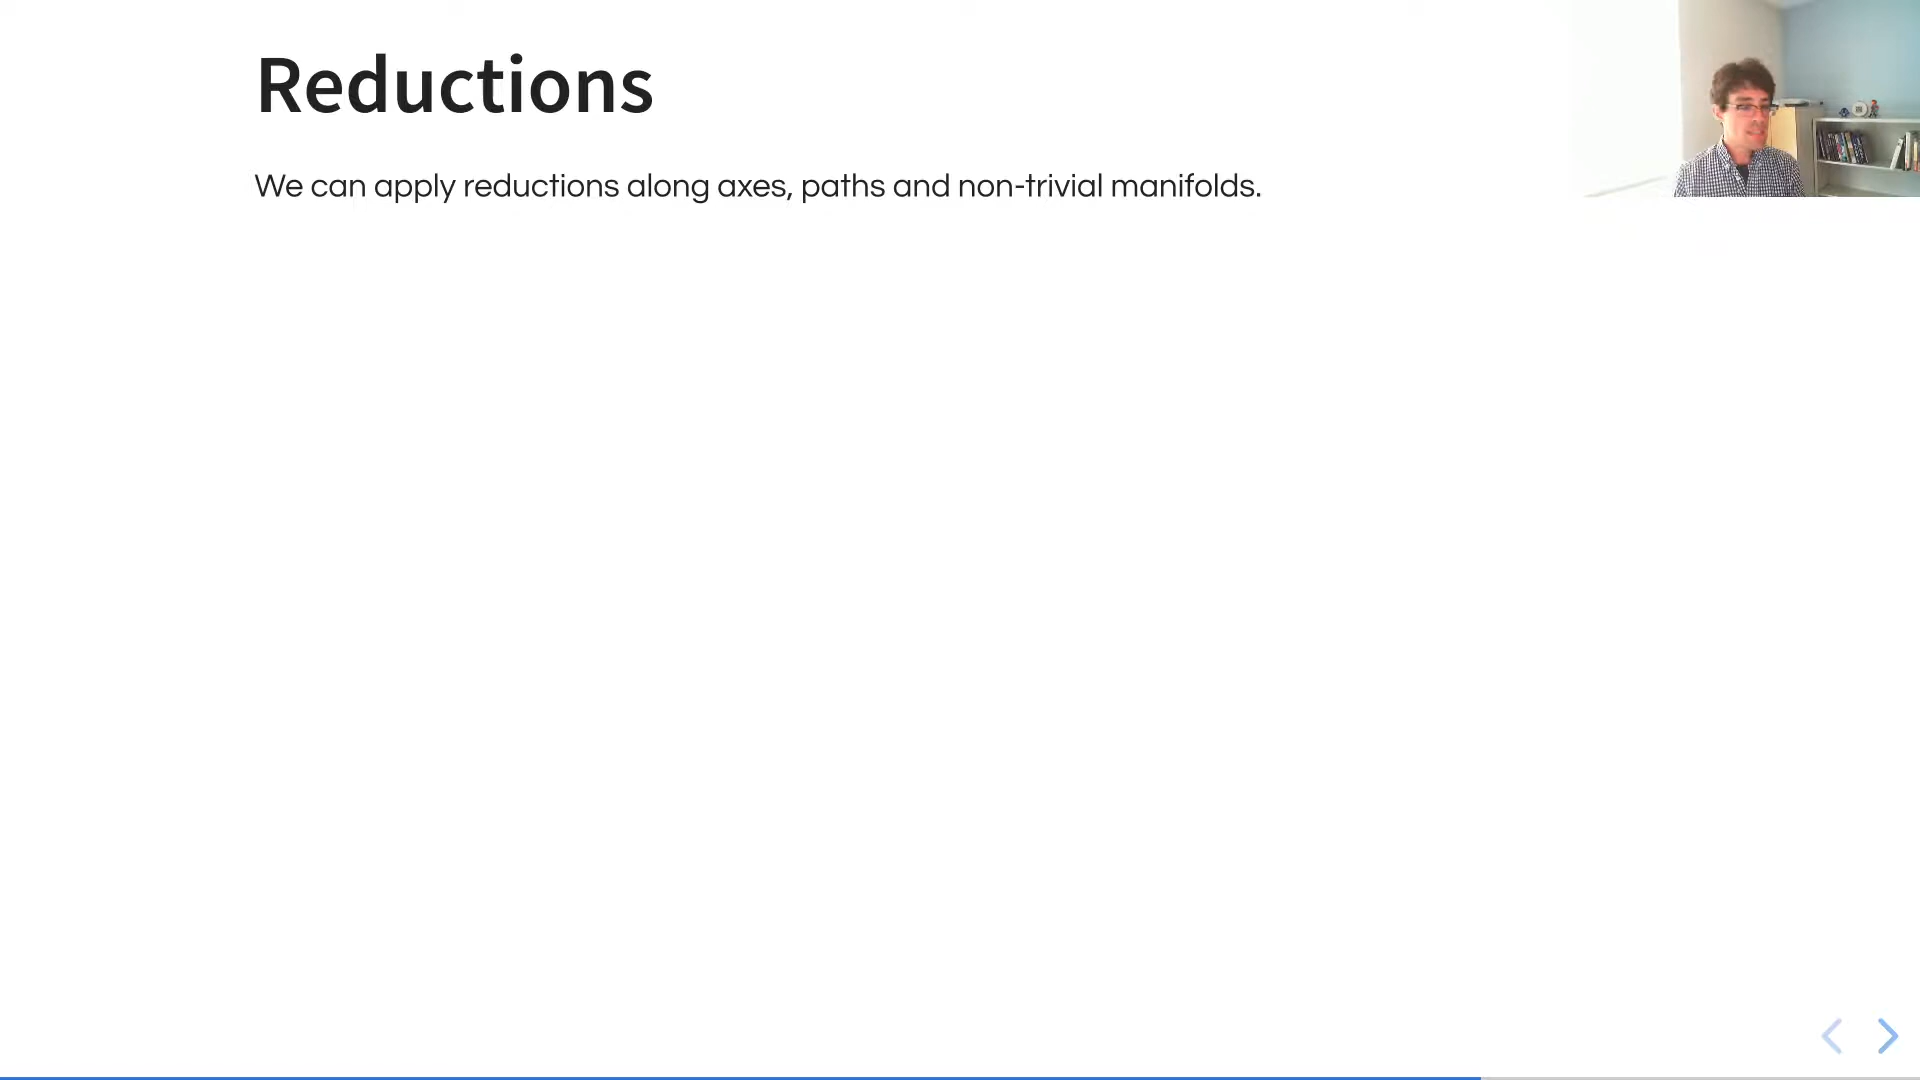 Reductions
We can apply reductions along axes, paths and non-trivial manifolds.